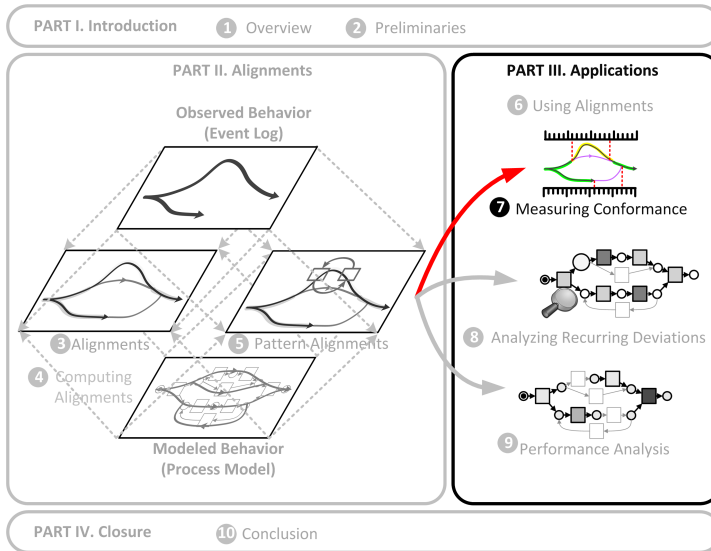 PART I. Introduction 1 Overview 2 Preliminaries
PART II. Alignments
Observed Behavior
(Event Log)
3 Alignments
5 Pattern Alignments
4 Computing
Alignments
Modeled Behavior
(Process Model)
PART III. Applications
6 Using Alignments
7 Measuring Conformance
8 Analyzing Recurring Deviations
9 Performance Analysis
PART IV. Closure 10 Conclusion